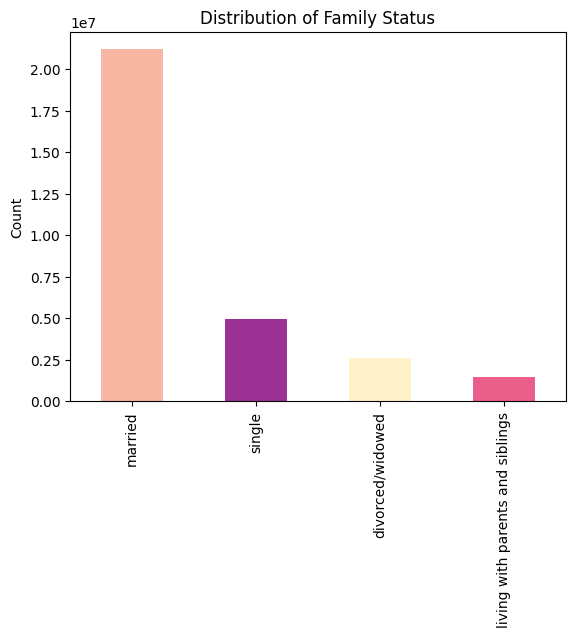 Distribution of Family Status
1e7
2.00
1.75
1.50
1.25
1.00
0.75
0.50
0.25
0.00
Count
married
single
divorced/widowed
living with parents and siblings